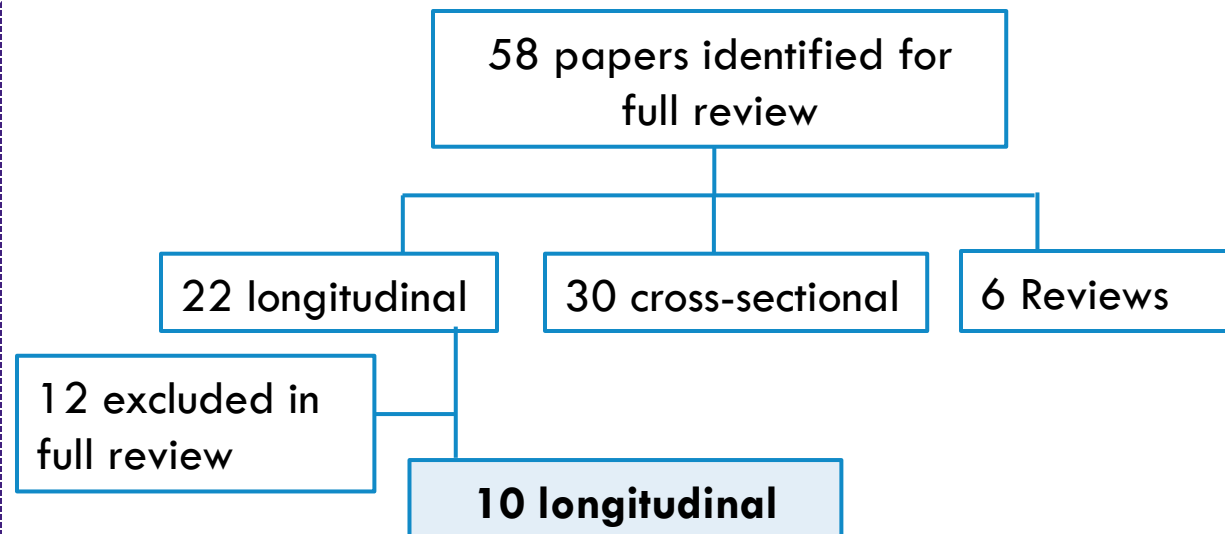 58 papers identified for
full review
22 longitudinal
30 cross-sectional
6 Reviews
12 excluded in
full review
10 longitudinal